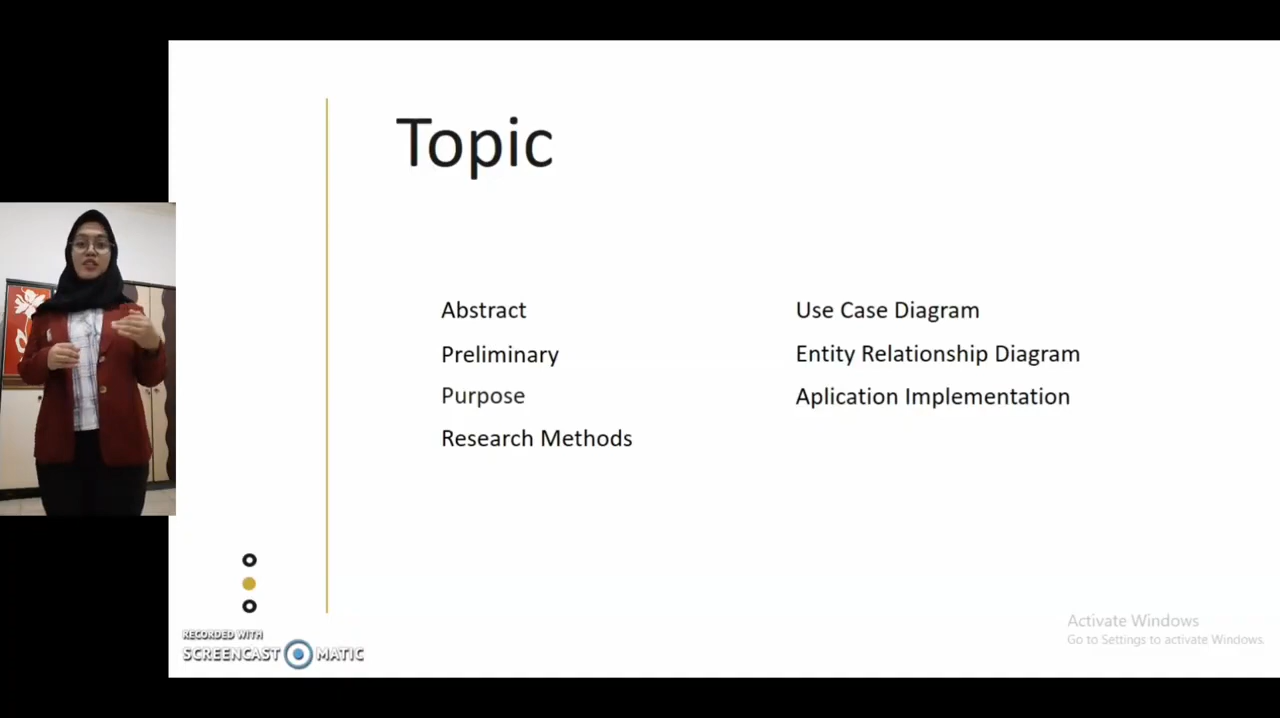 Topic
Abstract
Preliminary
Purpose
Research Methods
Use Case Diagram
Entity Relationship Diagram
Aplication Implementation
RECORDED WITH
SCREENCAST MATIC
Activate Windows
Go to Settings to activate Windows.